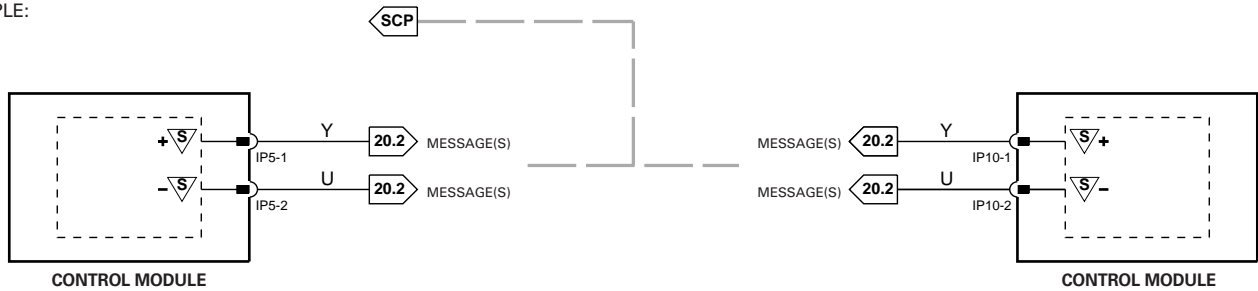 PLE:
SCP
+ S Y 20.2 MESSAGE(S)
IP5-1
– S U 20.2 MESSAGE(S)
IP5-2
CONTROL MODULE
MESSAGE(S) 20.2 Y S +
IP10-1
MESSAGE(S) 20.2 U S –
IP10-2
CONTROL MODULE